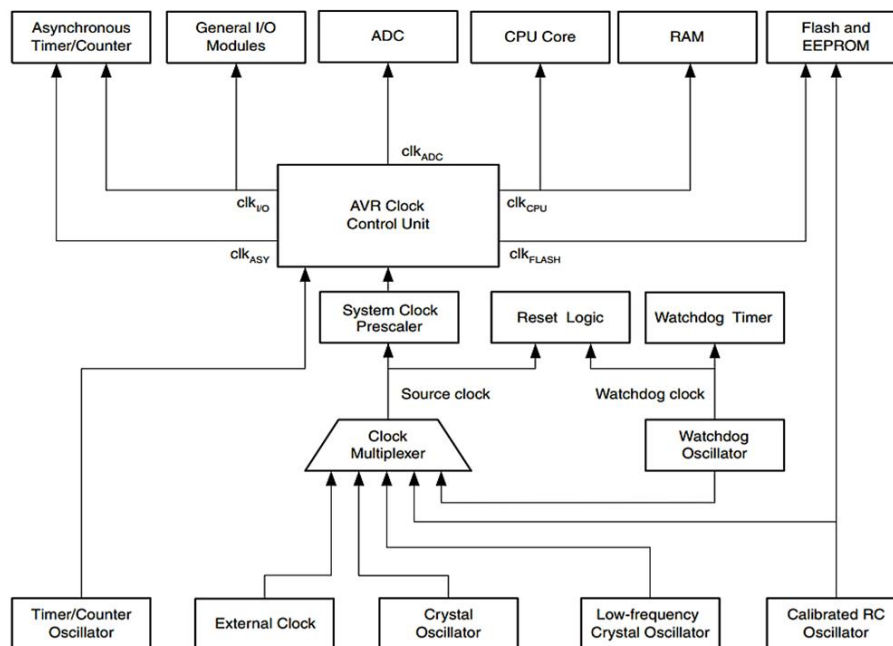 Asynchronous
Timer/Counter
General I/O
Modules
ADC
CPU Core
RAM
Flash and
EEPROM
clkADC
clkI/O
AVR Clock
Control Unit
clkCPU
clkASY
clkFLASH
System Clock
Prescaler
Reset Logic
Watchdog Timer
Source clock
Watchdog clock
Clock
Multiplexer
Watchdog
Oscillator
Timer/Counter
Oscillator
External Clock
Crystal
Oscillator
Low-frequency
Crystal Oscillator
Calibrated RC
Oscillator